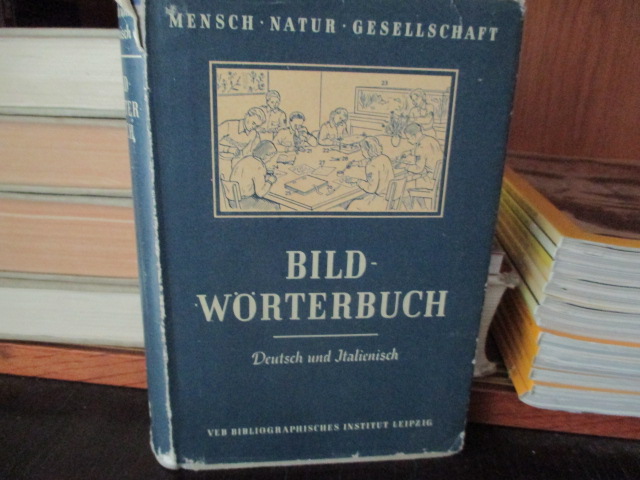 MENSCH · NATUR · GESELLSCHAFT
BILD-
WÖRTERBUCH
Deutsch und Italienisch
VEB BIBLIOGRAPHISCHES INSTITUT LEIPZIG